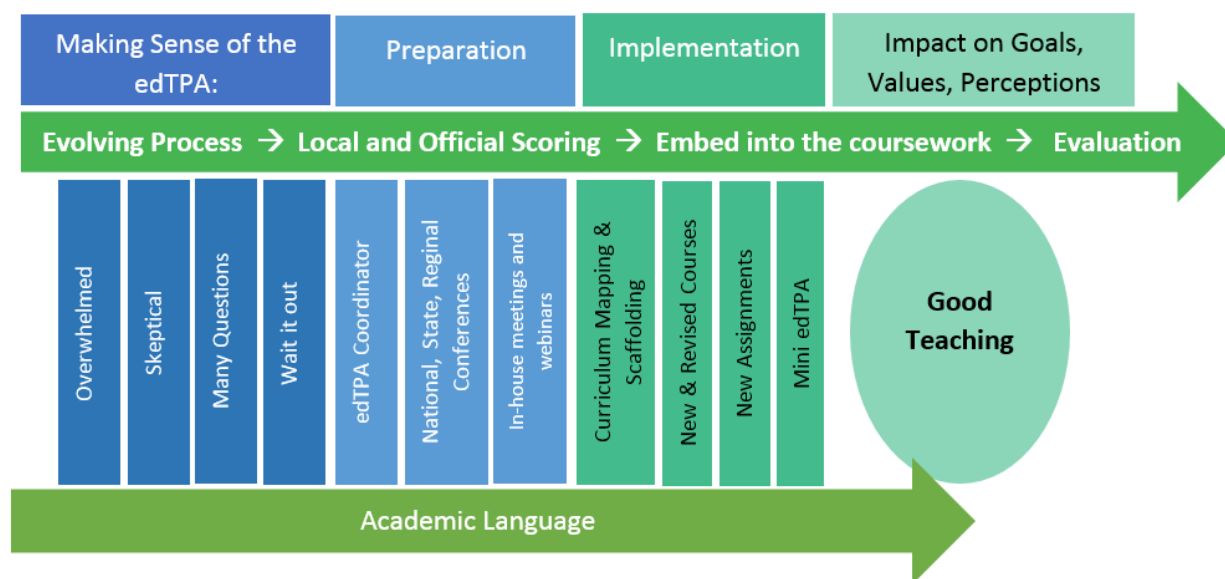 Making Sense of the
edTPA:
Preparation
Implementation
Impact on Goals,
Values, Perceptions
Evolving Process → Local and Official Scoring → Embed into the coursework → Evaluation
Overwhelmed
Skeptical
Many Questions
Wait it out
edTPA Coordinator
National, State, Reginal
Conferences
In-house meetings and
webinars
Curriculum Mapping &
Scaffolding
New & Revised Courses
New Assignments
Mini edTPA
Good
Teaching
Academic Language